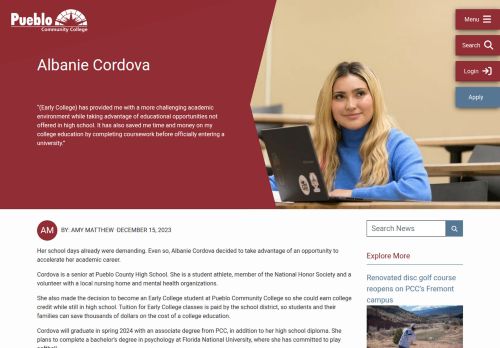 Pueblo
Community College
Menu
Search
Login
Apply
Albanie Cordova
"(Early College) has provided me with a more challenging academic
environment while taking advantage of educational opportunities not
offered in high school. It has also saved me time and money on my
college education by completing coursework before officially entering a
university."
AM BY: AMY MATTHEW DECEMBER 15, 2023
Her school days already were demanding. Even so, Albanie Cordova decided to take advantage of an opportunity to
accelerate her academic career.
Cordova is a senior at Pueblo County High School. She is a student athlete, member of the National Honor Society and a
volunteer with a local nursing home and mental health organizations.
She also made the decision to become an Early College student at Pueblo Community College so she could earn college
credit while still in high school. Tuition for Early College classes is paid by the school district, so students and their
families can save thousands of dollars on the cost of a college education.
Cordova will graduate in spring 2024 with an associate degree from PCC, in addition to her high school diploma. She
plans to complete a bachelor's degree in psychology at Florida National University, where she has committed to play
Search News
Explore More
Renovated disc golf course
reopens on PCC's Fremont
campus